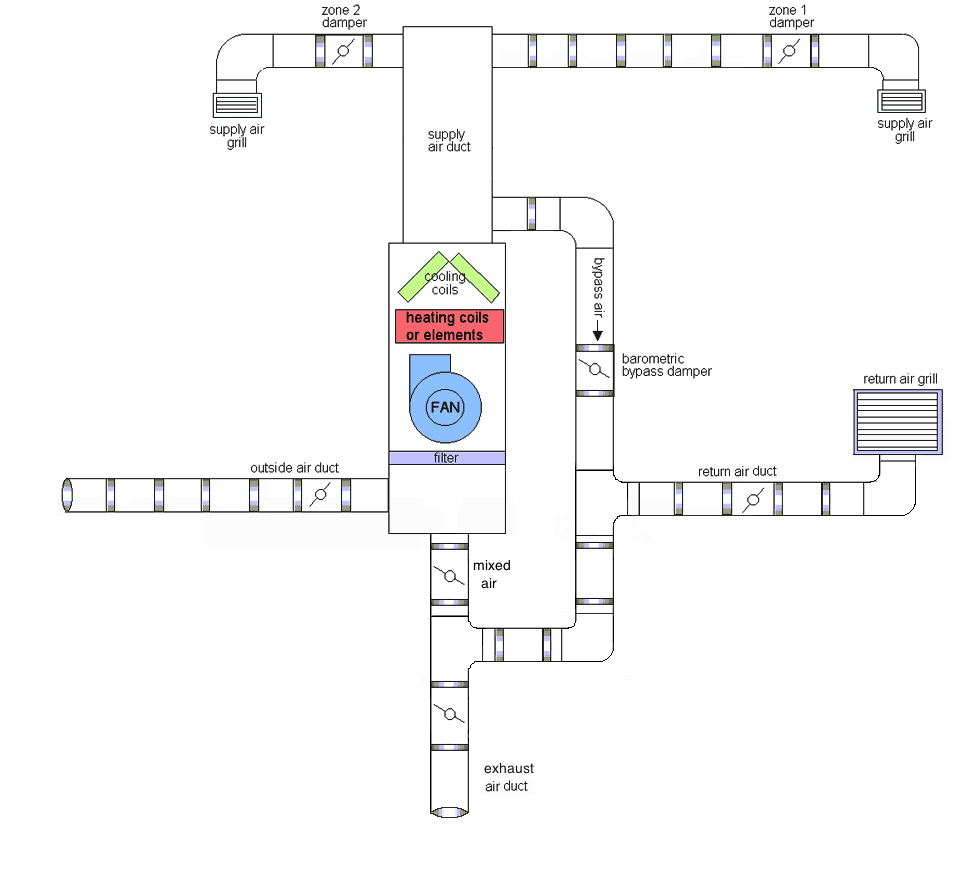 zone 2
damper
zone 1
damper
supply air
grill
supply
air duct
supply air
grill
cooling
coils
bypass air
heating coils
or elements
barometric
bypass damper
return air grill
FAN
filter
outside air duct
return air duct
mixed
air
exhaust
air duct